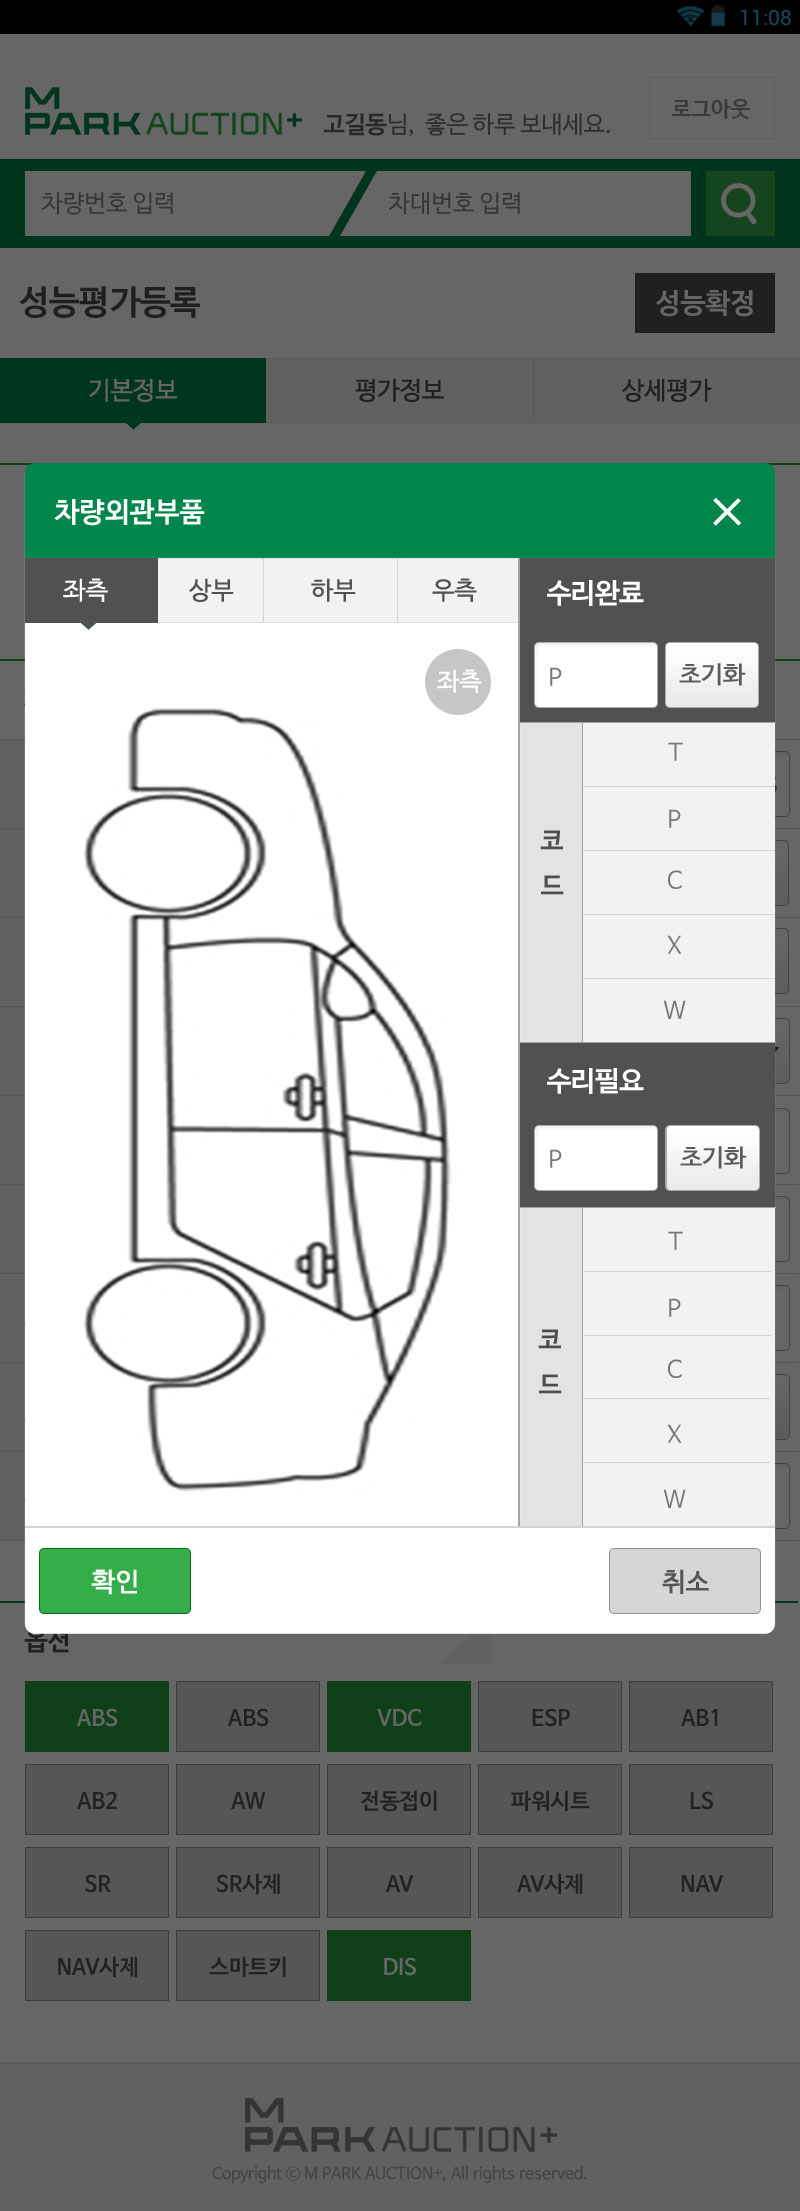 11:08
M
PARK AUCTION+ 고길동님, 좋은 하루 보내세요. 로그아웃
차량번호 입력 차대번호 입력
성능평가등록 성능확정
기본정보 평가정보 상세평가
차량외관부품
좌측 상부 하부 우측
좌측
수리완료
P 초기화
코드
T
P
C
X
W
수리필요
P 초기화
코드
T
P
C
X
W
확인 취소
옵션
ABS ABS VDC ESP AB1
AB2 AW 전동접이 파워시트 LS
SR SR사제 AV AV사제 NAV
NAV사제 스마트키 DIS
M
PARK AUCTION+
Copyright ⓒ M PARK AUCTION+, All rights reserved.